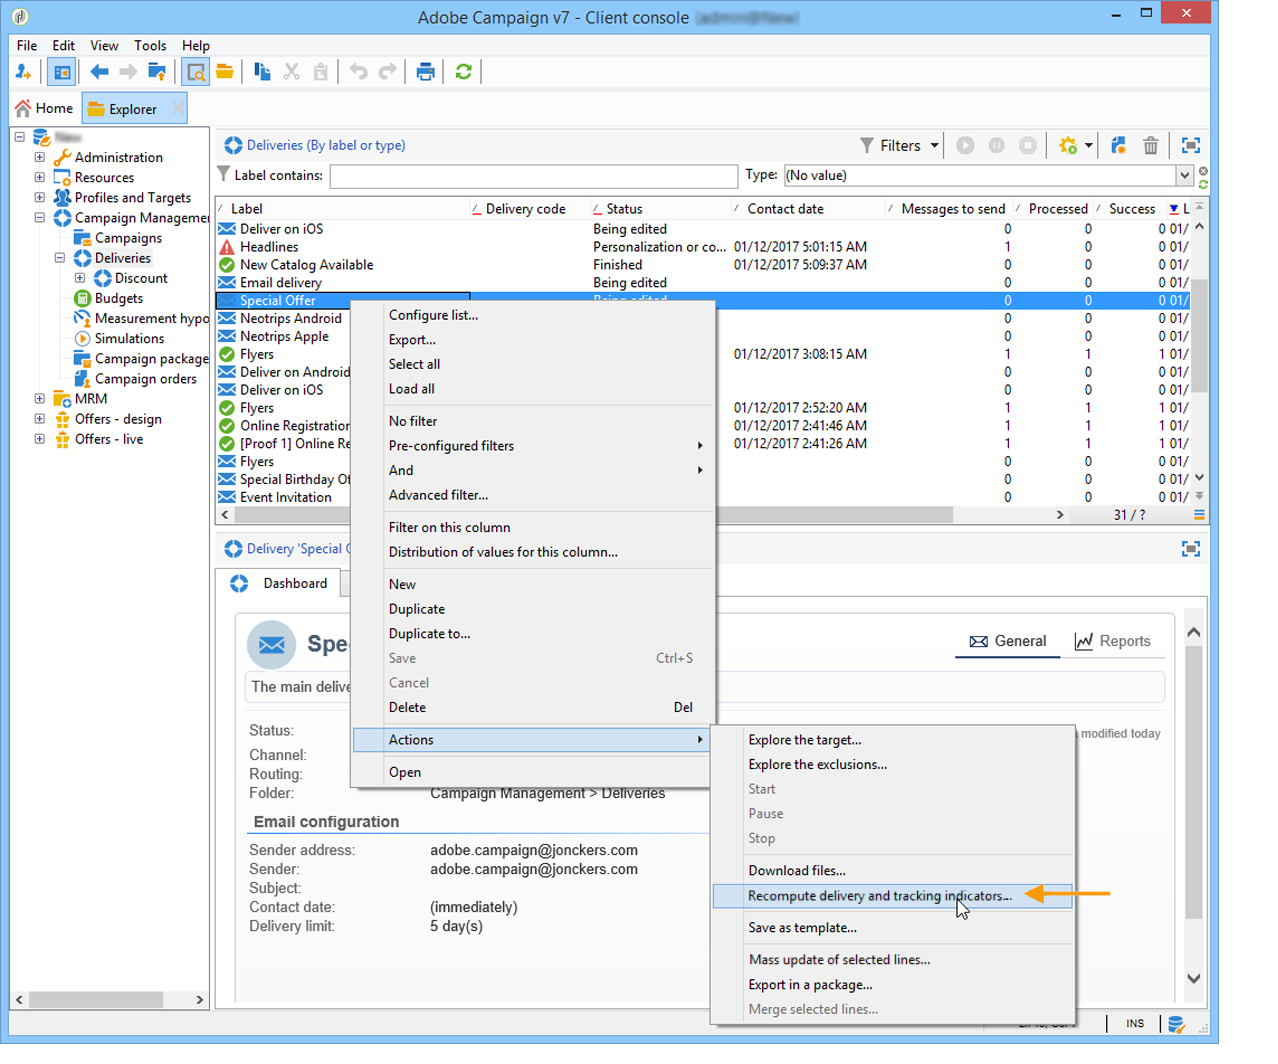 Adobe Campaign v7 - Client console
File Edit View Tools Help
Home Explorer
Administration
Resources
Profiles and Targets
Campaign Manageme
Campaigns
Deliveries
Discount
Budgets
Measurement hypo
Simulations
Campaign package
Campaign orders
MRM
Offers - design
Offers - live
Deliveries (By label or type) Filters
Label contains: Type: (No value)
Label Delivery code Status Contact date Messages to send Processed Success L
Deliver on iOS Being edited 0 0 0 01/
Headlines Personalization or co... 01/12/2017 5:01:15 AM 1 0 0 01/
New Catalog Available Finished 01/12/2017 5:09:37 AM 0 0 0 01/
Email delivery Being edited 0 0 0 01/
Special Offer Being edited 0 0 0 01/
Neotrips Android 0 0 0 01/
Neotrips Apple 0 0 0 01/
Flyers 01/12/2017 3:08:15 AM 1 1 1 01/
Deliver on Android 0 0 0 01/
Deliver on iOS 0 0 0 01/
Flyers 01/12/2017 2:52:20 AM 1 1 1 01/
Online Registration 01/12/2017 2:41:46 AM 1 1 1 01/
[Proof 1] Online Re 01/12/2017 2:41:26 AM 1 1 1 01/
Flyers 0 0 0 01/
Special Birthday Of 0 0 0 01/
Event Invitation 0 0 0 01/
31 / ?
Configure list...
Export...
Select all
Load all
No filter
Pre-configured filters
And
Advanced filter...
Filter on this column
Distribution of values for this column...
New
Duplicate
Duplicate to...
Save Ctrl+S
Cancel
Delete Del
Actions
Open
Delivery 'Special O
Dashboard
Spe
General Reports
The main delive
Status: modified today
Channel:
Routing:
Folder: Campaign Management > Deliveries
Email configuration
Sender address: adobe.campaign@jonckers.com
Sender: adobe.campaign@jonckers.com
Subject:
Contact date: (immediately)
Delivery limit: 5 day(s)
Explore the target...
Explore the exclusions...
Start
Pause
Stop
Download files...
Recompute delivery and tracking indicators...
Save as template...
Mass update of selected lines...
Export in a package...
Merge selected lines...
INS